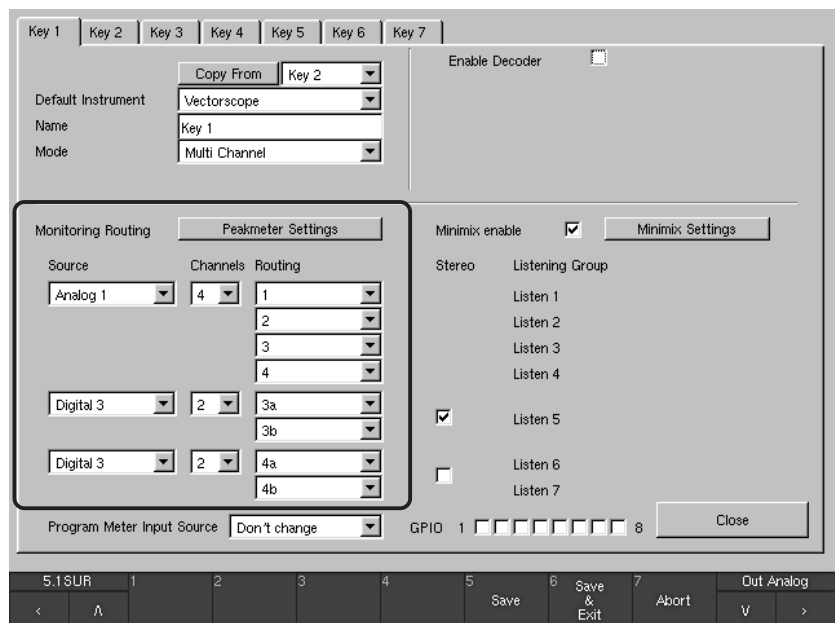 Key 1 Key 2 Key 3 Key 4 Key 5 Key 6 Key 7
Copy From Key 2
Default Instrument Vectorscope
Name Key 1
Mode Multi Channel
Enable Decoder
Monitoring Routing Peakmeter Settings
Source Channels Routing
Analog 1 4 1
2
3
4
Digital 3 2 3a
3b
Digital 3 2 4a
4b
Minimix enable Minimix Settings
Stereo Listening Group
Listen 1
Listen 2
Listen 3
Listen 4
Listen 5
Listen 6
Listen 7
Program Meter Input Source Don't change
GPIO 1 8
Close
5.1SUR 1 2 3 4 5 6 7 Out Analog
< Λ Save Save & Exit Abort V >